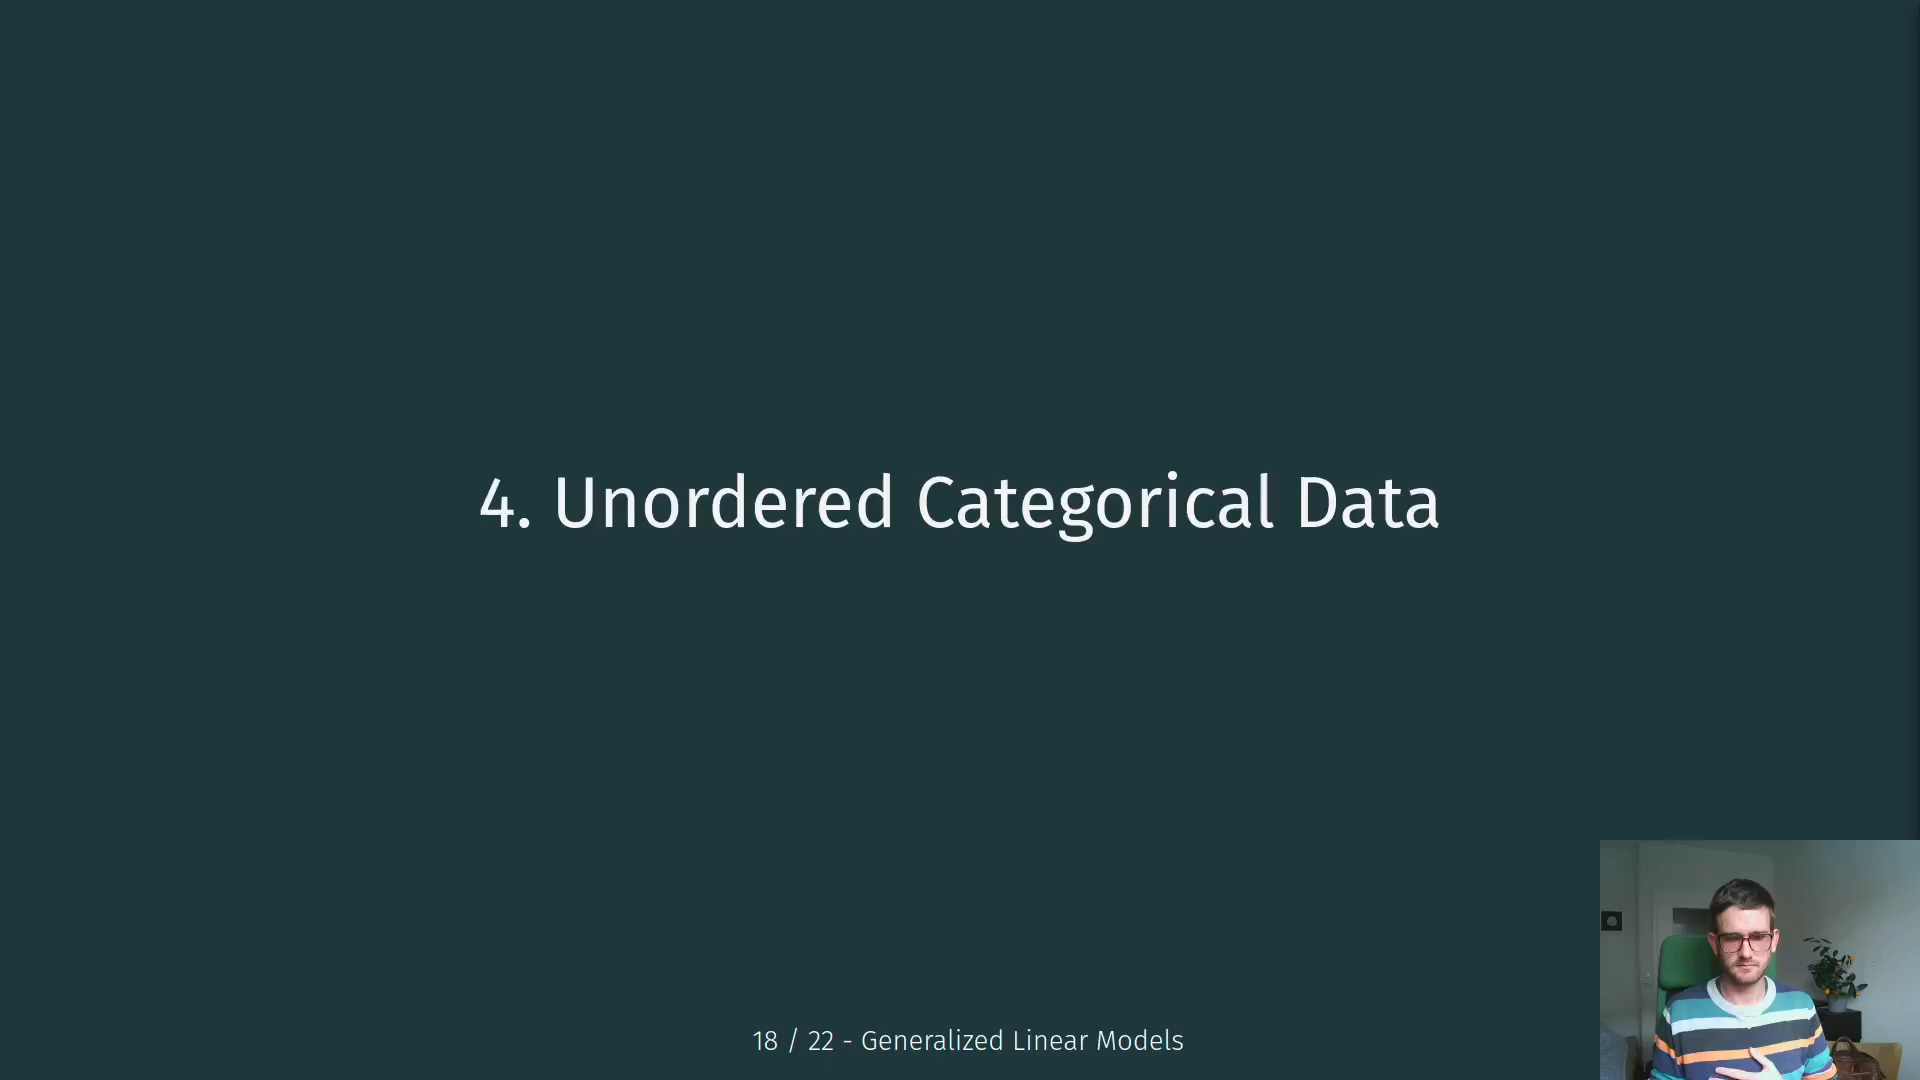 4. Unordered Categorical Data
18 / 22 - Generalized Linear Models